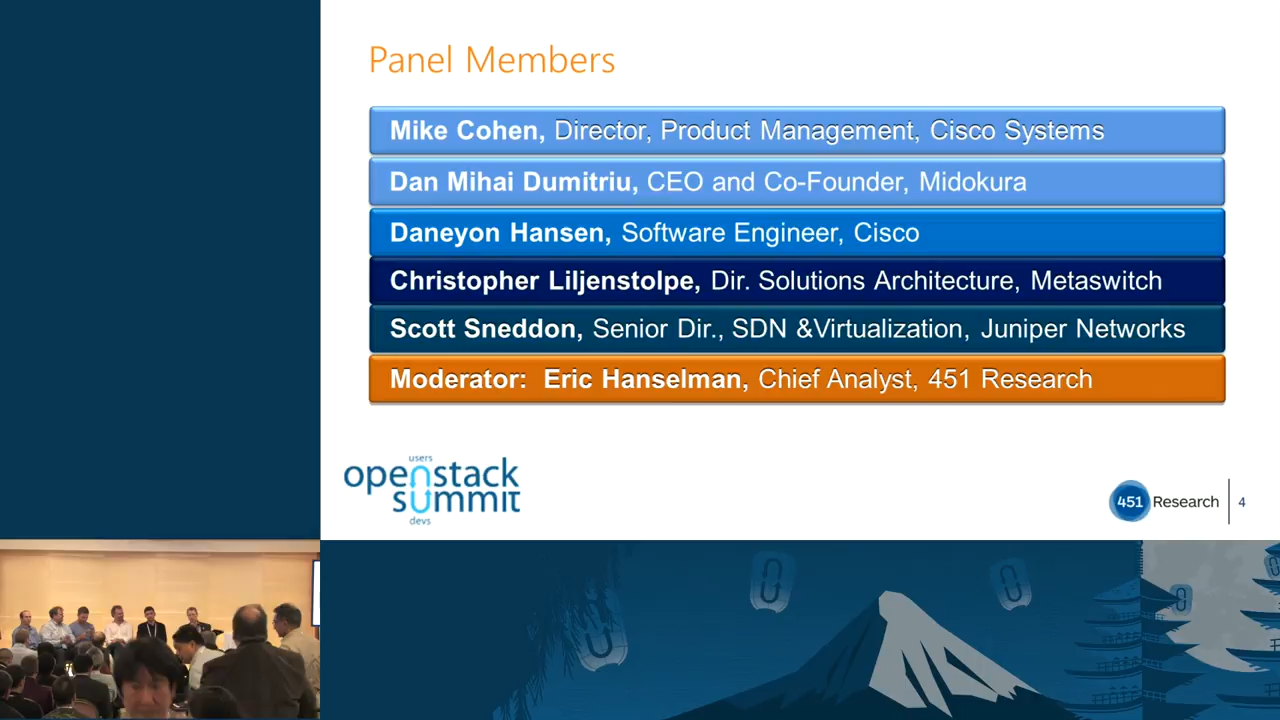 Panel Members
Mike Cohen, Director, Product Management, Cisco Systems
Dan Mihai Dumitriu, CEO and Co-Founder, Midokura
Daneyon Hansen, Software Engineer, Cisco
Christopher Liljenstolpe, Dir. Solutions Architecture, Metaswitch
Scott Sneddon, Senior Dir., SDN &Virtualization, Juniper Networks
Moderator: Eric Hanselman, Chief Analyst, 451 Research
users
openstack
summit
devs
451 Research 4